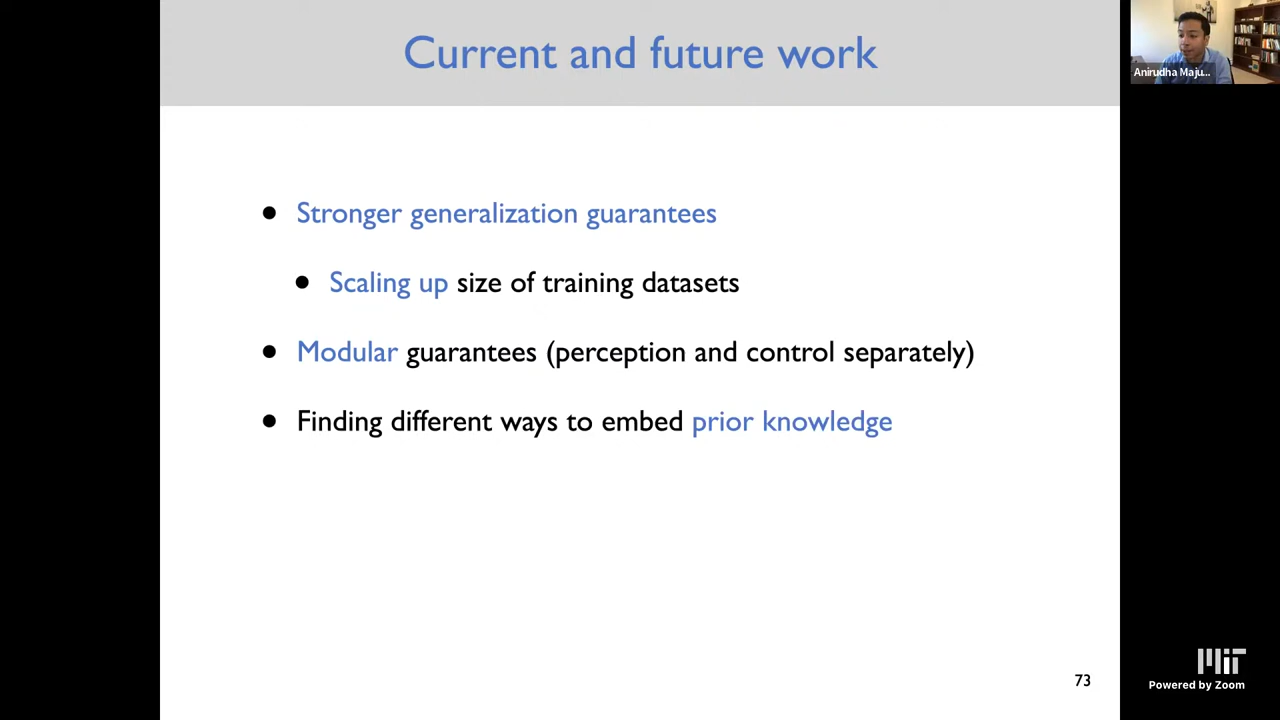 Current and future work
Anirudha Maju...
• Stronger generalization guarantees
• Scaling up size of training datasets
• Modular guarantees (perception and control separately)
• Finding different ways to embed prior knowledge
73
MIT
Powered by Zoom